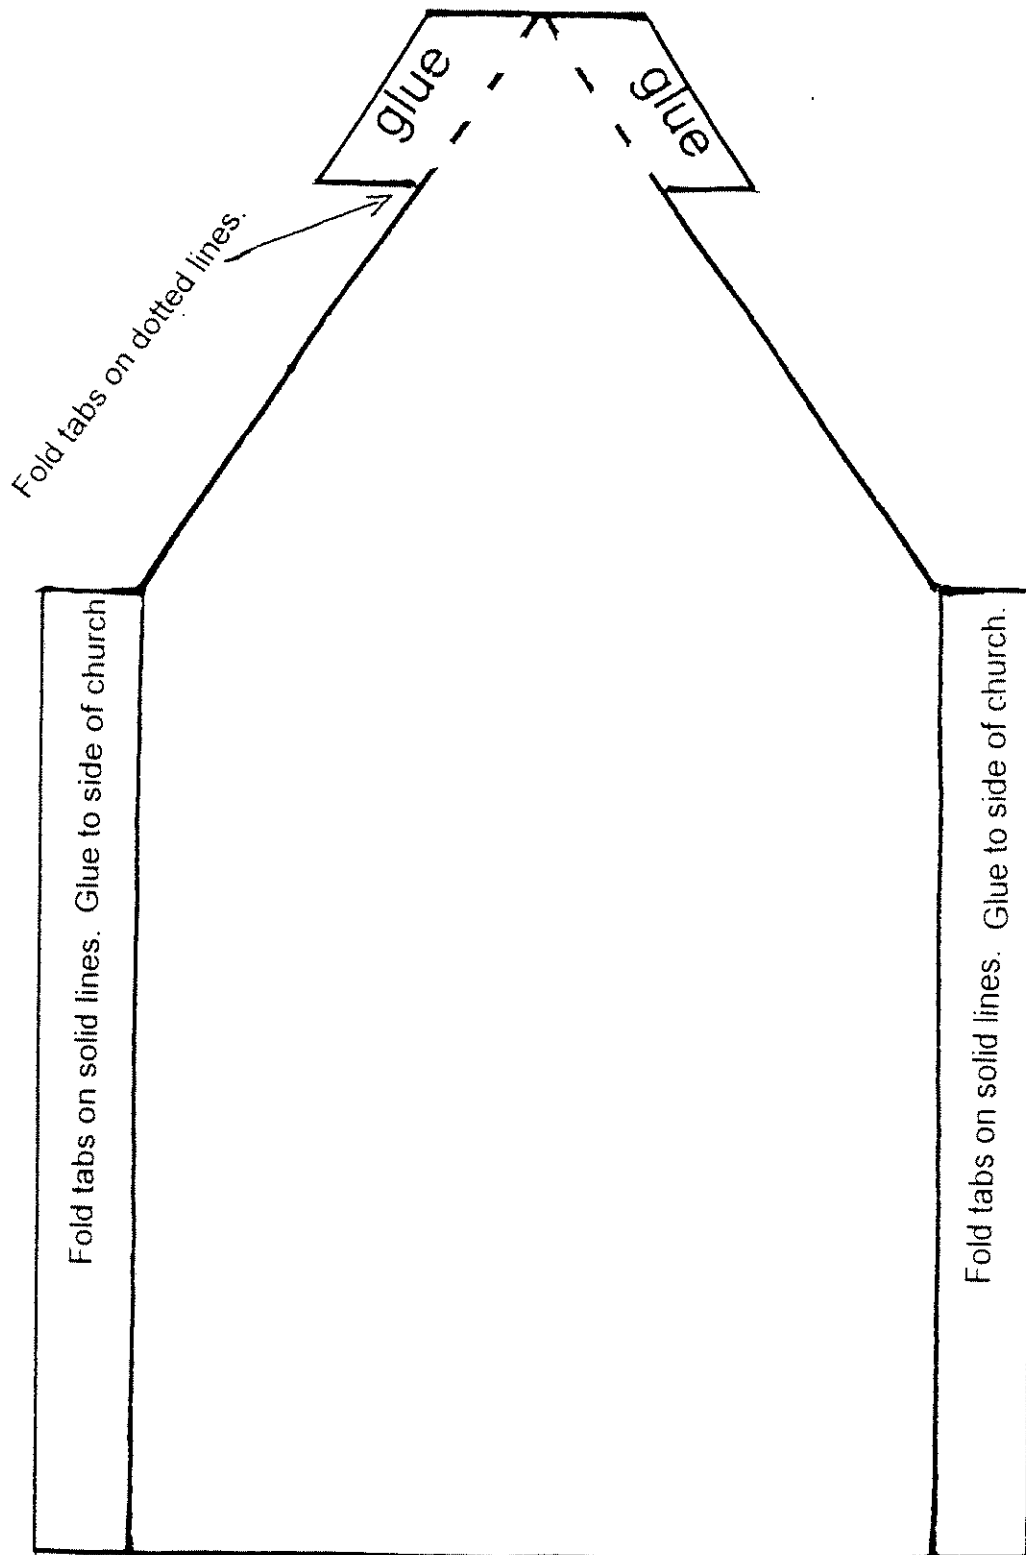 glue
glue
Fold tabs on dotted lines.
Fold tabs on solid lines. Glue to side of church
Fold tabs on solid lines. Glue to side of church.